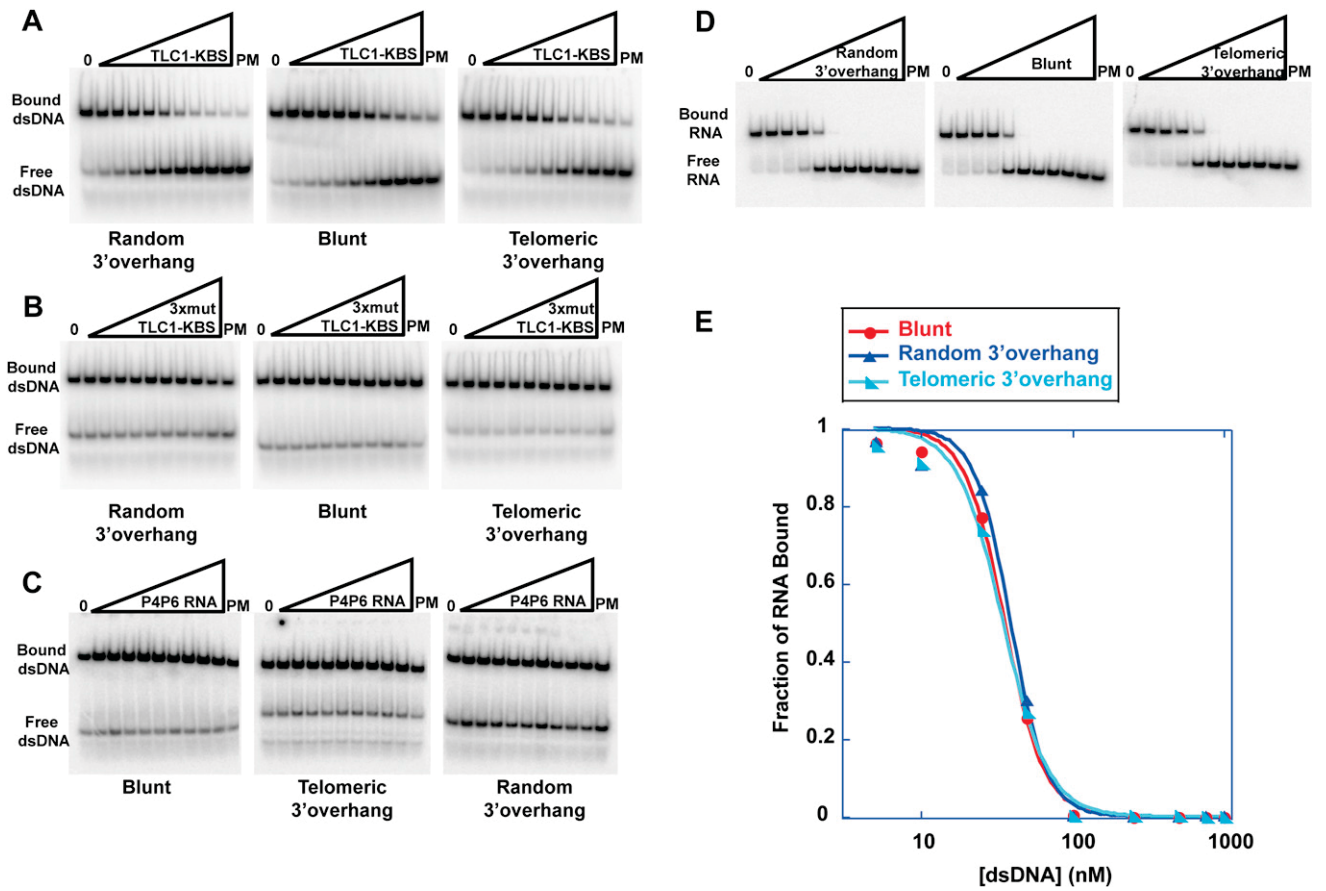 A
0 TLC1-KBS PM
TLC1-KBS PM
0 TLC1-KBS PM
Bound
dsDNA
Free
dsDNA
Random
3'overhang
Blunt
Telomeric
3'overhang
B
0 3xmut
TLC1-KBS PM
0 3xmut
TLC1-KBS PM
0 3xmut
TLC1-KBS PM
Bound
dsDNA
Free
dsDNA
Random
3'overhang
Blunt
Telomeric
3'overhang
C
0 P4P6 RNA PM
0 P4P6 RNA PM
0 P4P6 RNA PM
Bound
dsDNA
Free
dsDNA
Blunt
Telomeric
3'overhang
Random
3'overhang
D
0 Random
3'overhang PM
0 Blunt PM
0 Telomeric
3'overhang PM
Bound
RNA
Free
RNA
E
Blunt
Random 3'overhang
Telomeric 3'overhang
Fraction of RNA Bound
1
0.8
0.6
0.4
0.2
0
10
100
1000
[dsDNA] (nM)